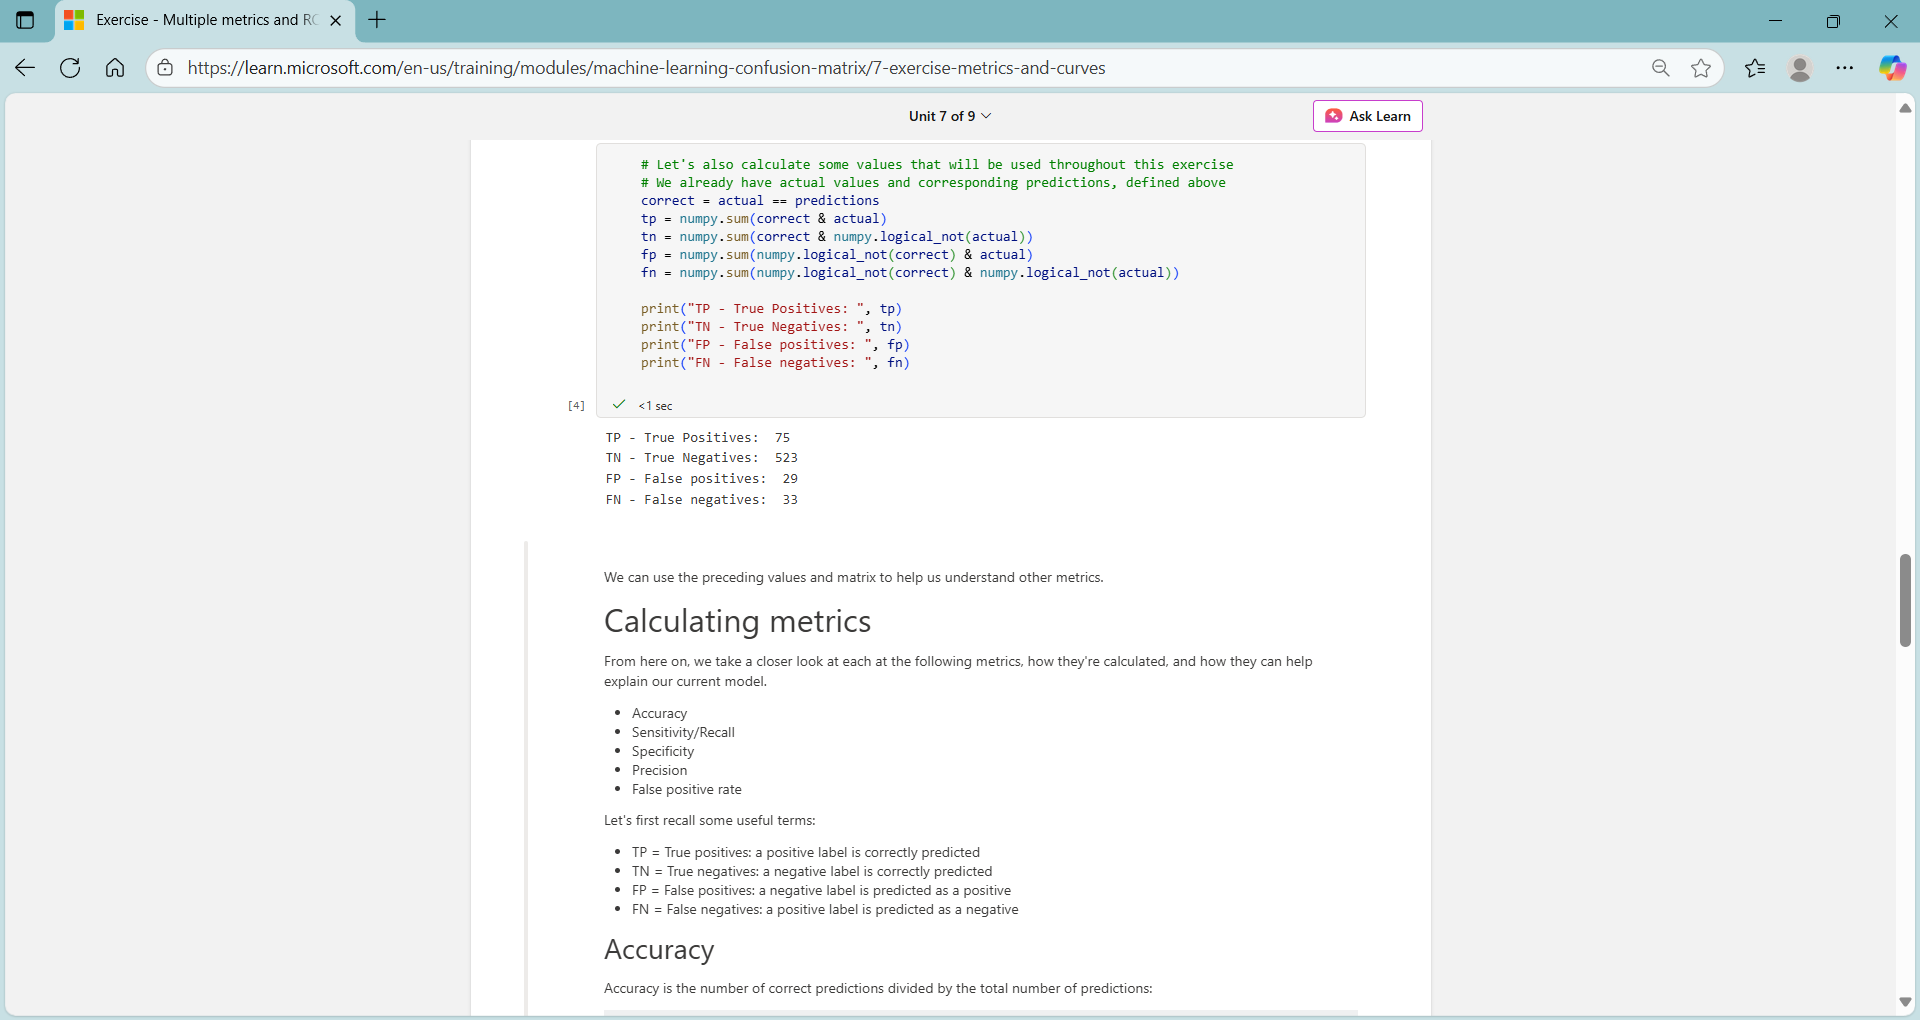 Exercise - Multiple metrics and RO
https://learn.microsoft.com/en-us/training/modules/machine-learning-confusion-matrix/7-exercise-metrics-and-curves
Unit 7 of 9
Ask Learn
# Let's also calculate some values that will be used throughout this exercise
# We already have actual values and corresponding predictions, defined above
correct = actual == predictions
tp = numpy.sum(correct & actual)
tn = numpy.sum(correct & numpy.logical_not(actual))
fp = numpy.sum(numpy.logical_not(correct) & actual)
fn = numpy.sum(numpy.logical_not(correct) & numpy.logical_not(actual))
print("TP - True Positives: ", tp)
print("TN - True Negatives: ", tn)
print("FP - False positives: ", fp)
print("FN - False negatives: ", fn)
[4] <1 sec
TP - True Positives:  75
TN - True Negatives:  523
FP - False positives:  29
FN - False negatives:  33
We can use the preceding values and matrix to help us understand other metrics.
Calculating metrics
From here on, we take a closer look at each at the following metrics, how they're calculated, and how they can help
explain our current model.
• Accuracy
• Sensitivity/Recall
• Specificity
• Precision
• False positive rate
Let's first recall some useful terms:
• TP = True positives: a positive label is correctly predicted
• TN = True negatives: a negative label is correctly predicted
• FP = False positives: a negative label is predicted as a positive
• FN = False negatives: a positive label is predicted as a negative
Accuracy
Accuracy is the number of correct predictions divided by the total number of predictions: